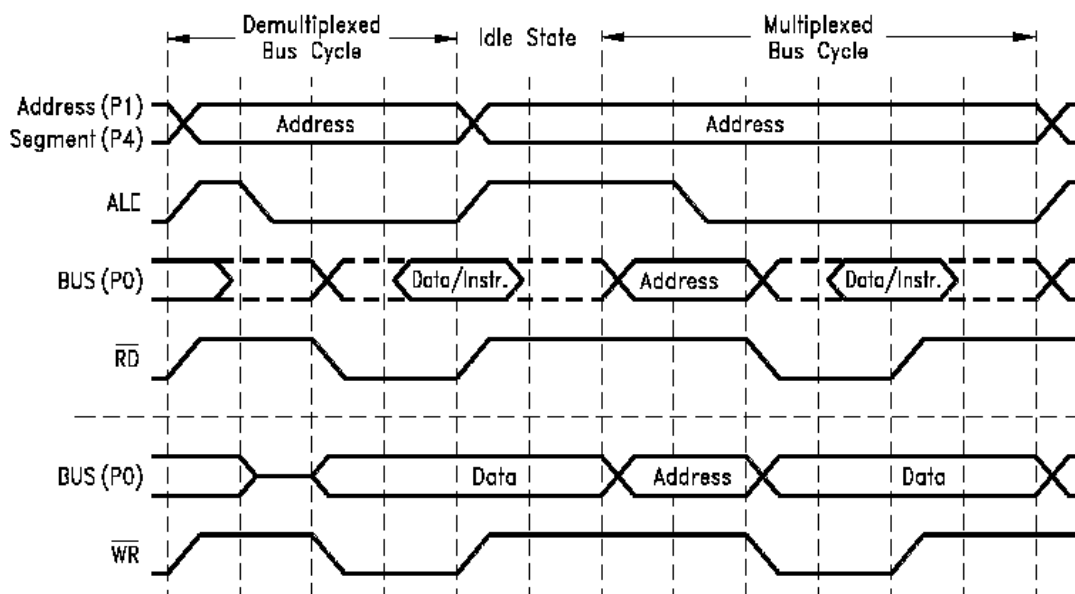 Demultiplexed
Bus Cycle
Idle State
Multiplexed
Bus Cycle
Address (P1)
Segment (P4)
Address
Address
ALE
BUS (P0)
Data/Instr.
Address
Data/Instr.
RD
BUS (P0)
Data
Address
Data
WR